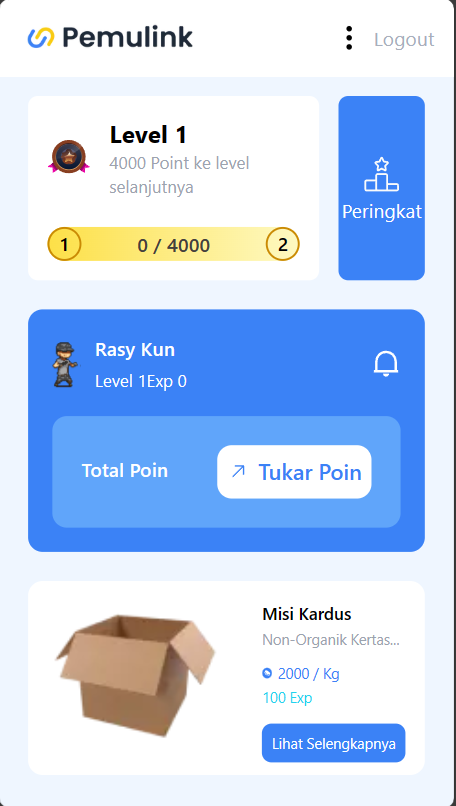 Pemulink
Logout
Level 1
4000 Point ke level
selanjutnya
1
0 / 4000
2
Peringkat
Rasy Kun
Level 1Exp 0
Total Poin
Tukar Poin
Misi Kardus
Non-Organik Kertas...
2000 / Kg
100 Exp
Lihat Selengkapnya